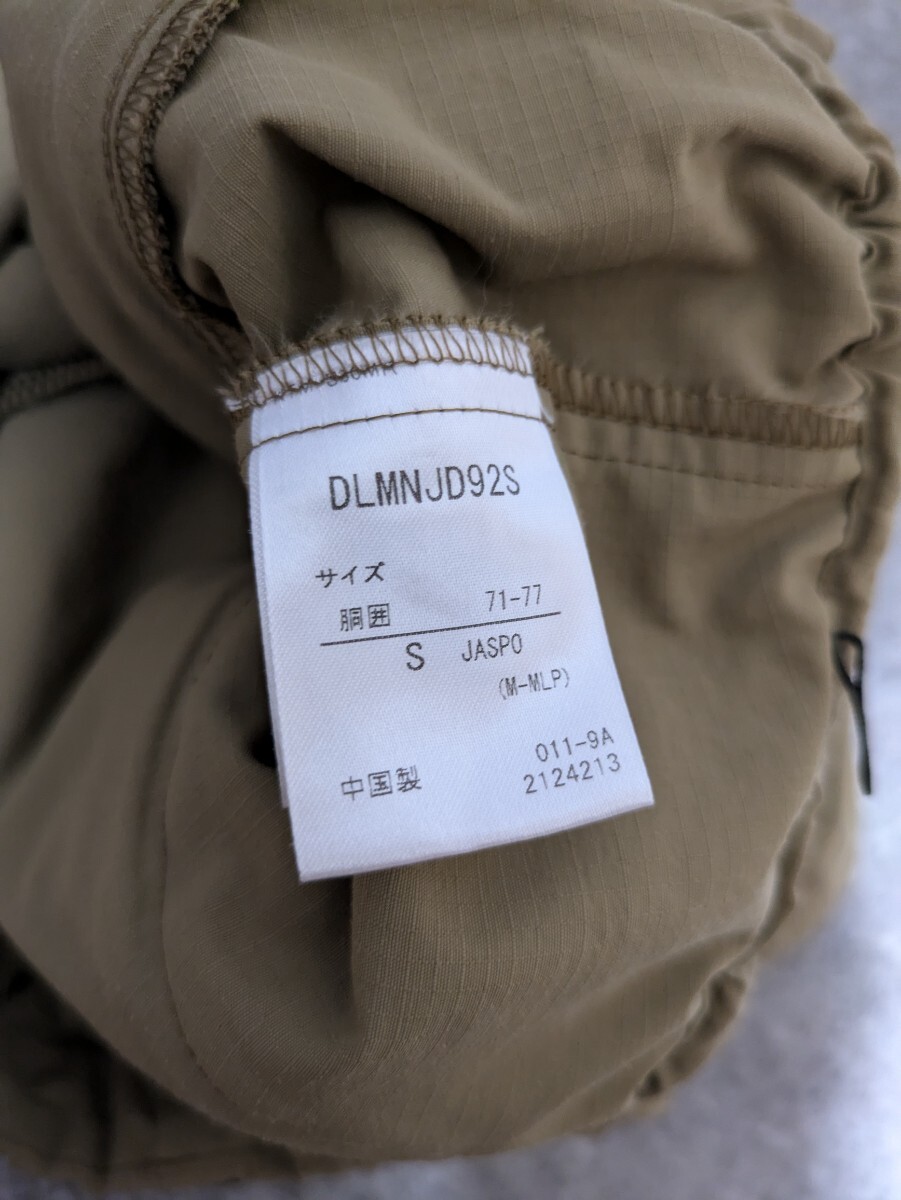 DLMNJD92S
サイズ
胴囲 71-77
S JASPO
(M-MLP)
011-9A
中国製 2124213